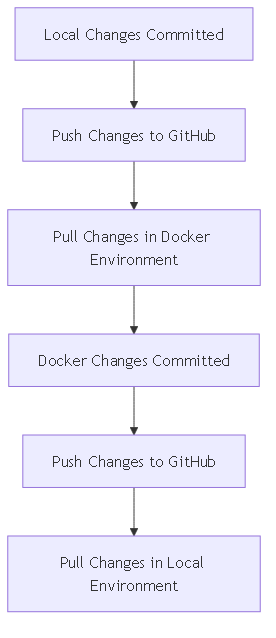 Local Changes Committed
Push Changes to GitHub
Pull Changes in Docker
Environment
Docker Changes Committed
Push Changes to GitHub
Pull Changes in Local
Environment